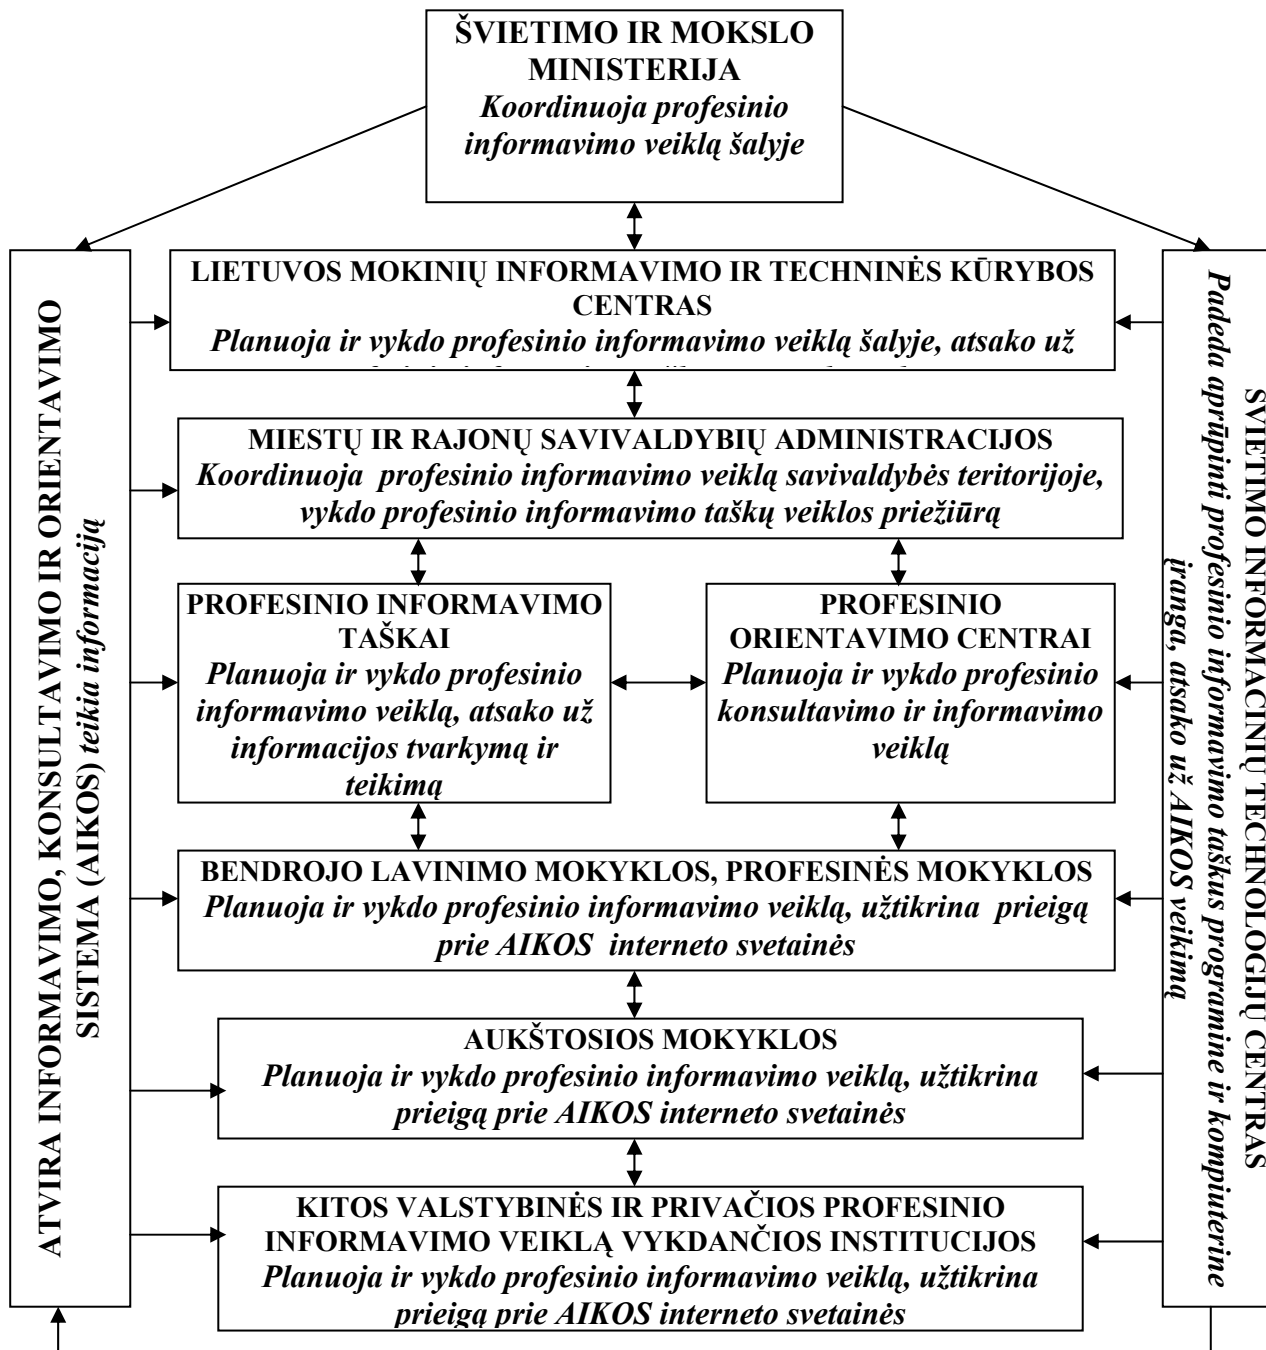 ŠVIETIMO IR MOKSLO
MINISTERIJA
Koordinuoja profesinio
informavimo veiklą šalyje
ATVIRA INFORMAVIMO, KONSULTAVIMO IR ORIENTAVIMO
SISTEMA (AIKOS) teikia informaciją
LIETUVOS MOKINIŲ INFORMAVIMO IR TECHNINĖS KŪRYBOS
CENTRAS
Planuoja ir vykdo profesinio informavimo veiklą šalyje, atsako už
MIESTŲ IR RAJONŲ SAVIVALDYBIŲ ADMINISTRACIJOS
Koordinuoja profesinio informavimo veiklą savivaldybės teritorijoje,
vykdo profesinio informavimo taškų veiklos priežiūrą
PROFESINIO INFORMAVIMO
TAŠKAI
Planuoja ir vykdo profesinio
informavimo veiklą, atsako už
informacijos tvarkymą ir
teikimą
PROFESINIO
ORIENTAVIMO CENTRAI
Planuoja ir vykdo profesinio
konsultavimo ir informavimo
veiklą
BENDROJO LAVINIMO MOKYKLOS, PROFESINĖS MOKYKLOS
Planuoja ir vykdo profesinio informavimo veiklą, užtikrina prieigą
prie AIKOS interneto svetainės
AUKŠTOSIOS MOKYKLOS
Planuoja ir vykdo profesinio informavimo veiklą, užtikrina
prieigą prie AIKOS interneto svetainės
KITOS VALSTYBINĖS IR PRIVAČIOS PROFESINIO
INFORMAVIMO VEIKLĄ VYKDANČIOS INSTITUCIJOS
Planuoja ir vykdo profesinio informavimo veiklą, užtikrina
prieigą prie AIKOS interneto svetainės
ŠVIETIMO INFORMACINIŲ TECHNOLOGIJŲ CENTRAS
Padeda aprūpinti profesinio informavimo taškus programine ir kompiuterine
įranga, atsako už AIKOS veikimą